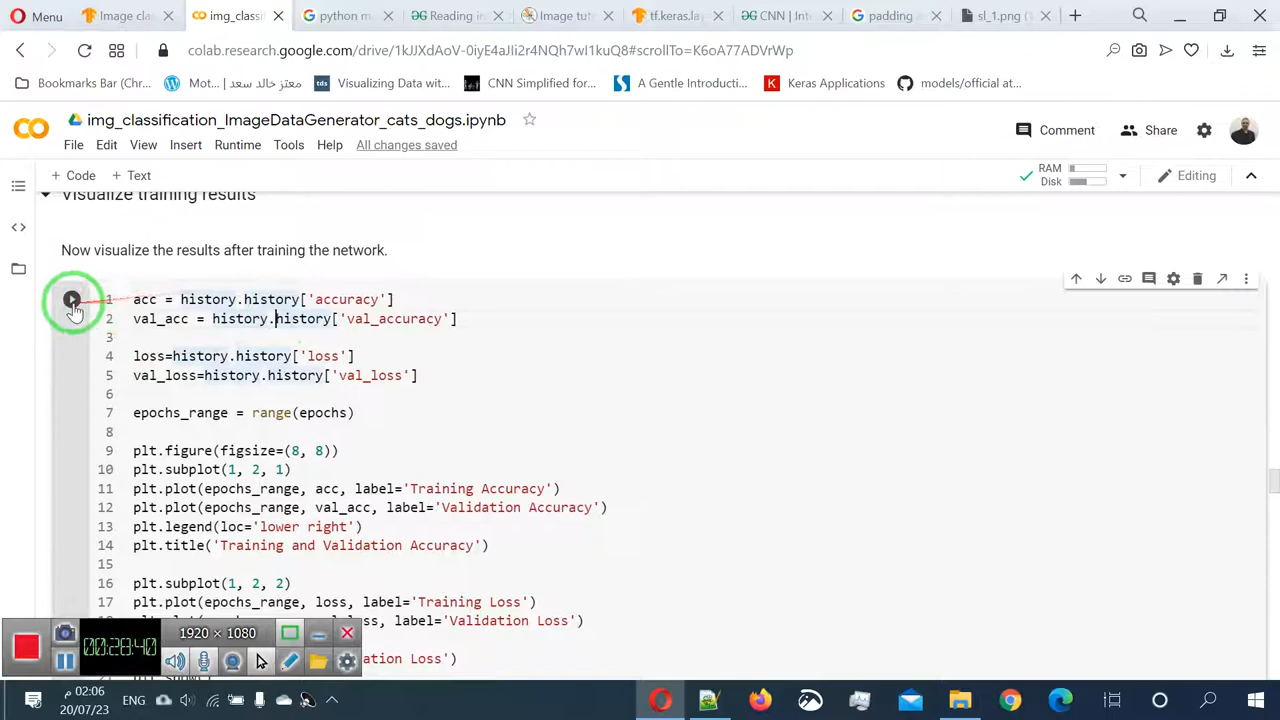 Menu
Image class
img_classifi
python m
Reading in
Image tuto
tf.keras.lay
CNN | Int
padding a
sl_1.png (
colab.research.google.com/drive/1kJJXdAoV-0iyE4aJIi2r4NQh7wI1kuQ8#scrollTo=K6oA77ADVrWp
Bookmarks Bar (Chr...
معتز خالد سعد | Mot...
Visualizing Data wit...
CNN Simplified for...
A Gentle Introducti...
Keras Applications
models/official at...
img_classification_ImageDataGenerator_cats_dogs.ipynb
Comment
Share
File Edit View Insert Runtime Tools Help All changes saved
+ Code + Text
RAM
Disk
Editing
Visualize training results
Now visualize the results after training the network.
1 acc = history.history['accuracy']
2 val_acc = history.history['val_accuracy']
3
4 loss=history.history['loss']
5 val_loss=history.history['val_loss']
6
7 epochs_range = range(epochs)
8
9 plt.figure(figsize=(8, 8))
10 plt.subplot(1, 2, 1)
11 plt.plot(epochs_range, acc, label='Training Accuracy')
12 plt.plot(epochs_range, val_acc, label='Validation Accuracy')
13 plt.legend(loc='lower right')
14 plt.title('Training and Validation Accuracy')
15
16 plt.subplot(1, 2, 2)
17 plt.plot(epochs_range, loss, label='Training Loss')
loss, label='Validation Loss')
ation Loss')
1920 × 1080
00:28:40
ENG
02:06 م
20/07/23